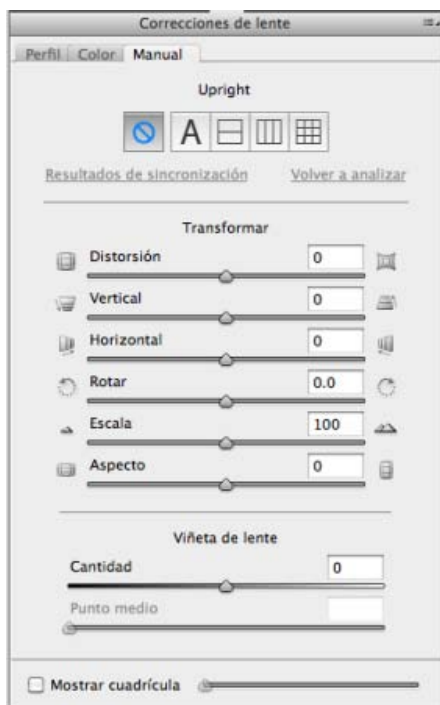 Correcciones de lente
Perfil Color Manual
Upright
A
Resultados de sincronización Volver a analizar
Transformar
Distorsión 0
Vertical 0
Horizontal 0
Rotar 0.0
Escala 100
Aspecto 0
Viñeta de lente
Cantidad 0
Punto medio
Mostrar cuadrícula